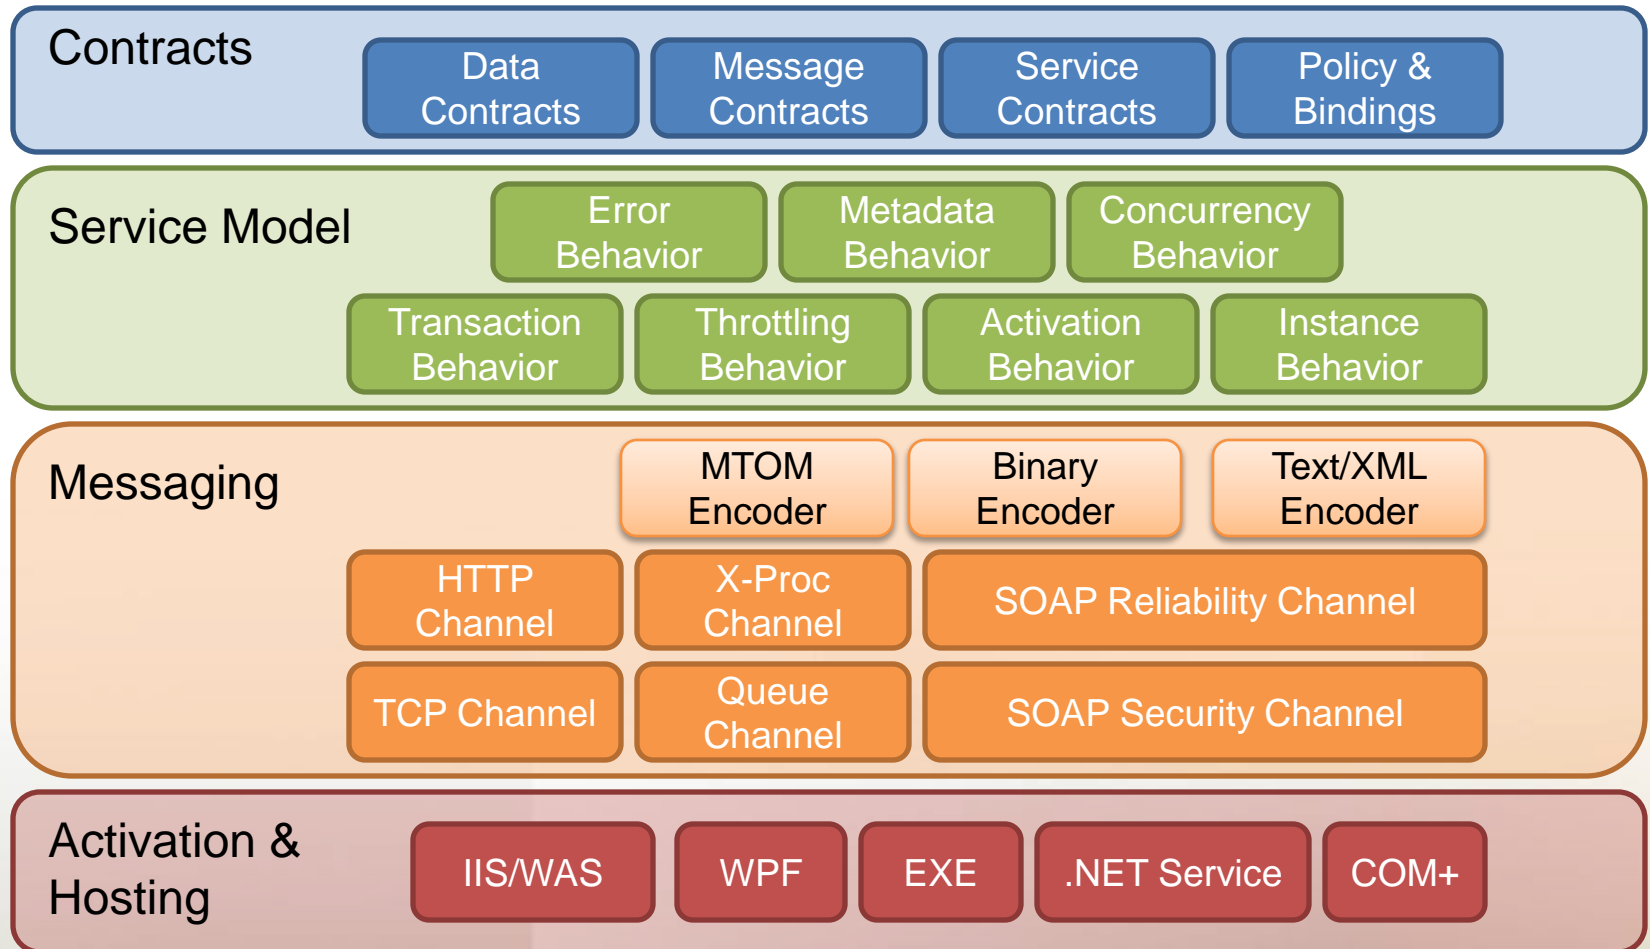 Contracts
Data
Contracts
Message
Contracts
Service
Contracts
Policy &
Bindings
Service Model
Error
Behavior
Metadata
Behavior
Concurrency
Behavior
Transaction
Behavior
Throttling
Behavior
Activation
Behavior
Instance
Behavior
Messaging
MTOM
Encoder
Binary
Encoder
Text/XML
Encoder
HTTP
Channel
X-Proc
Channel
SOAP Reliability Channel
TCP Channel
Queue
Channel
SOAP Security Channel
Activation &
Hosting
IIS/WAS
WPF
EXE
.NET Service
COM+